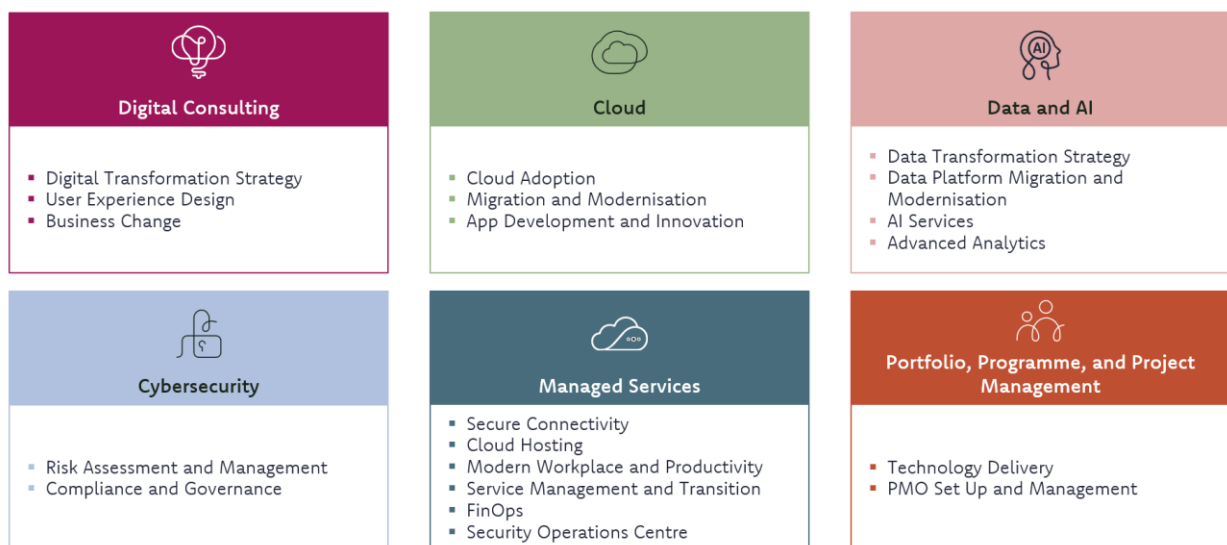 Digital Consulting
Digital Transformation Strategy
User Experience Design
Business Change
Cloud
Cloud Adoption
Migration and Modernisation
App Development and Innovation
AI
Data and AI
Data Transformation Strategy
Data Platform Migration and
Modernisation
AI Services
Advanced Analytics
Cybersecurity
Risk Assessment and Management
Compliance and Governance
Managed Services
Secure Connectivity
Cloud Hosting
Modern Workplace and Productivity
Service Management and Transition
FinOps
Security Operations Centre
Portfolio, Programme, and Project
Management
Technology Delivery
PMO Set Up and Management